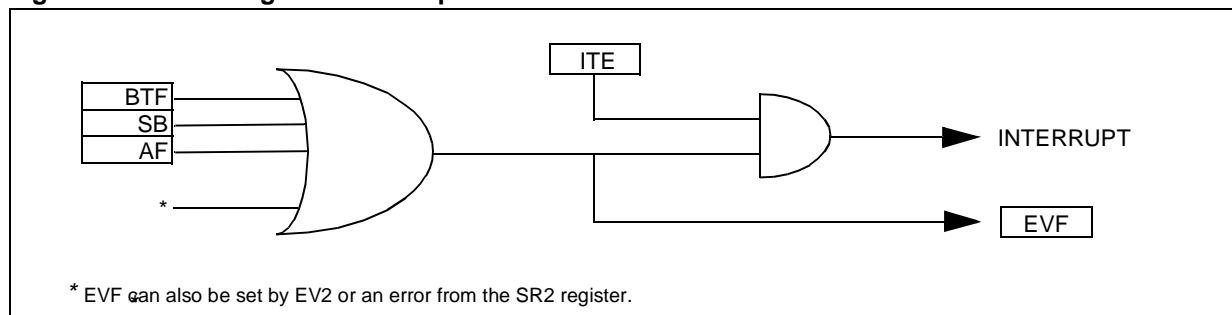 ITE
BTF
SB
AF
*
INTERRUPT
EVF
* EVF can also be set by EV2 or an error from the SR2 register.
*